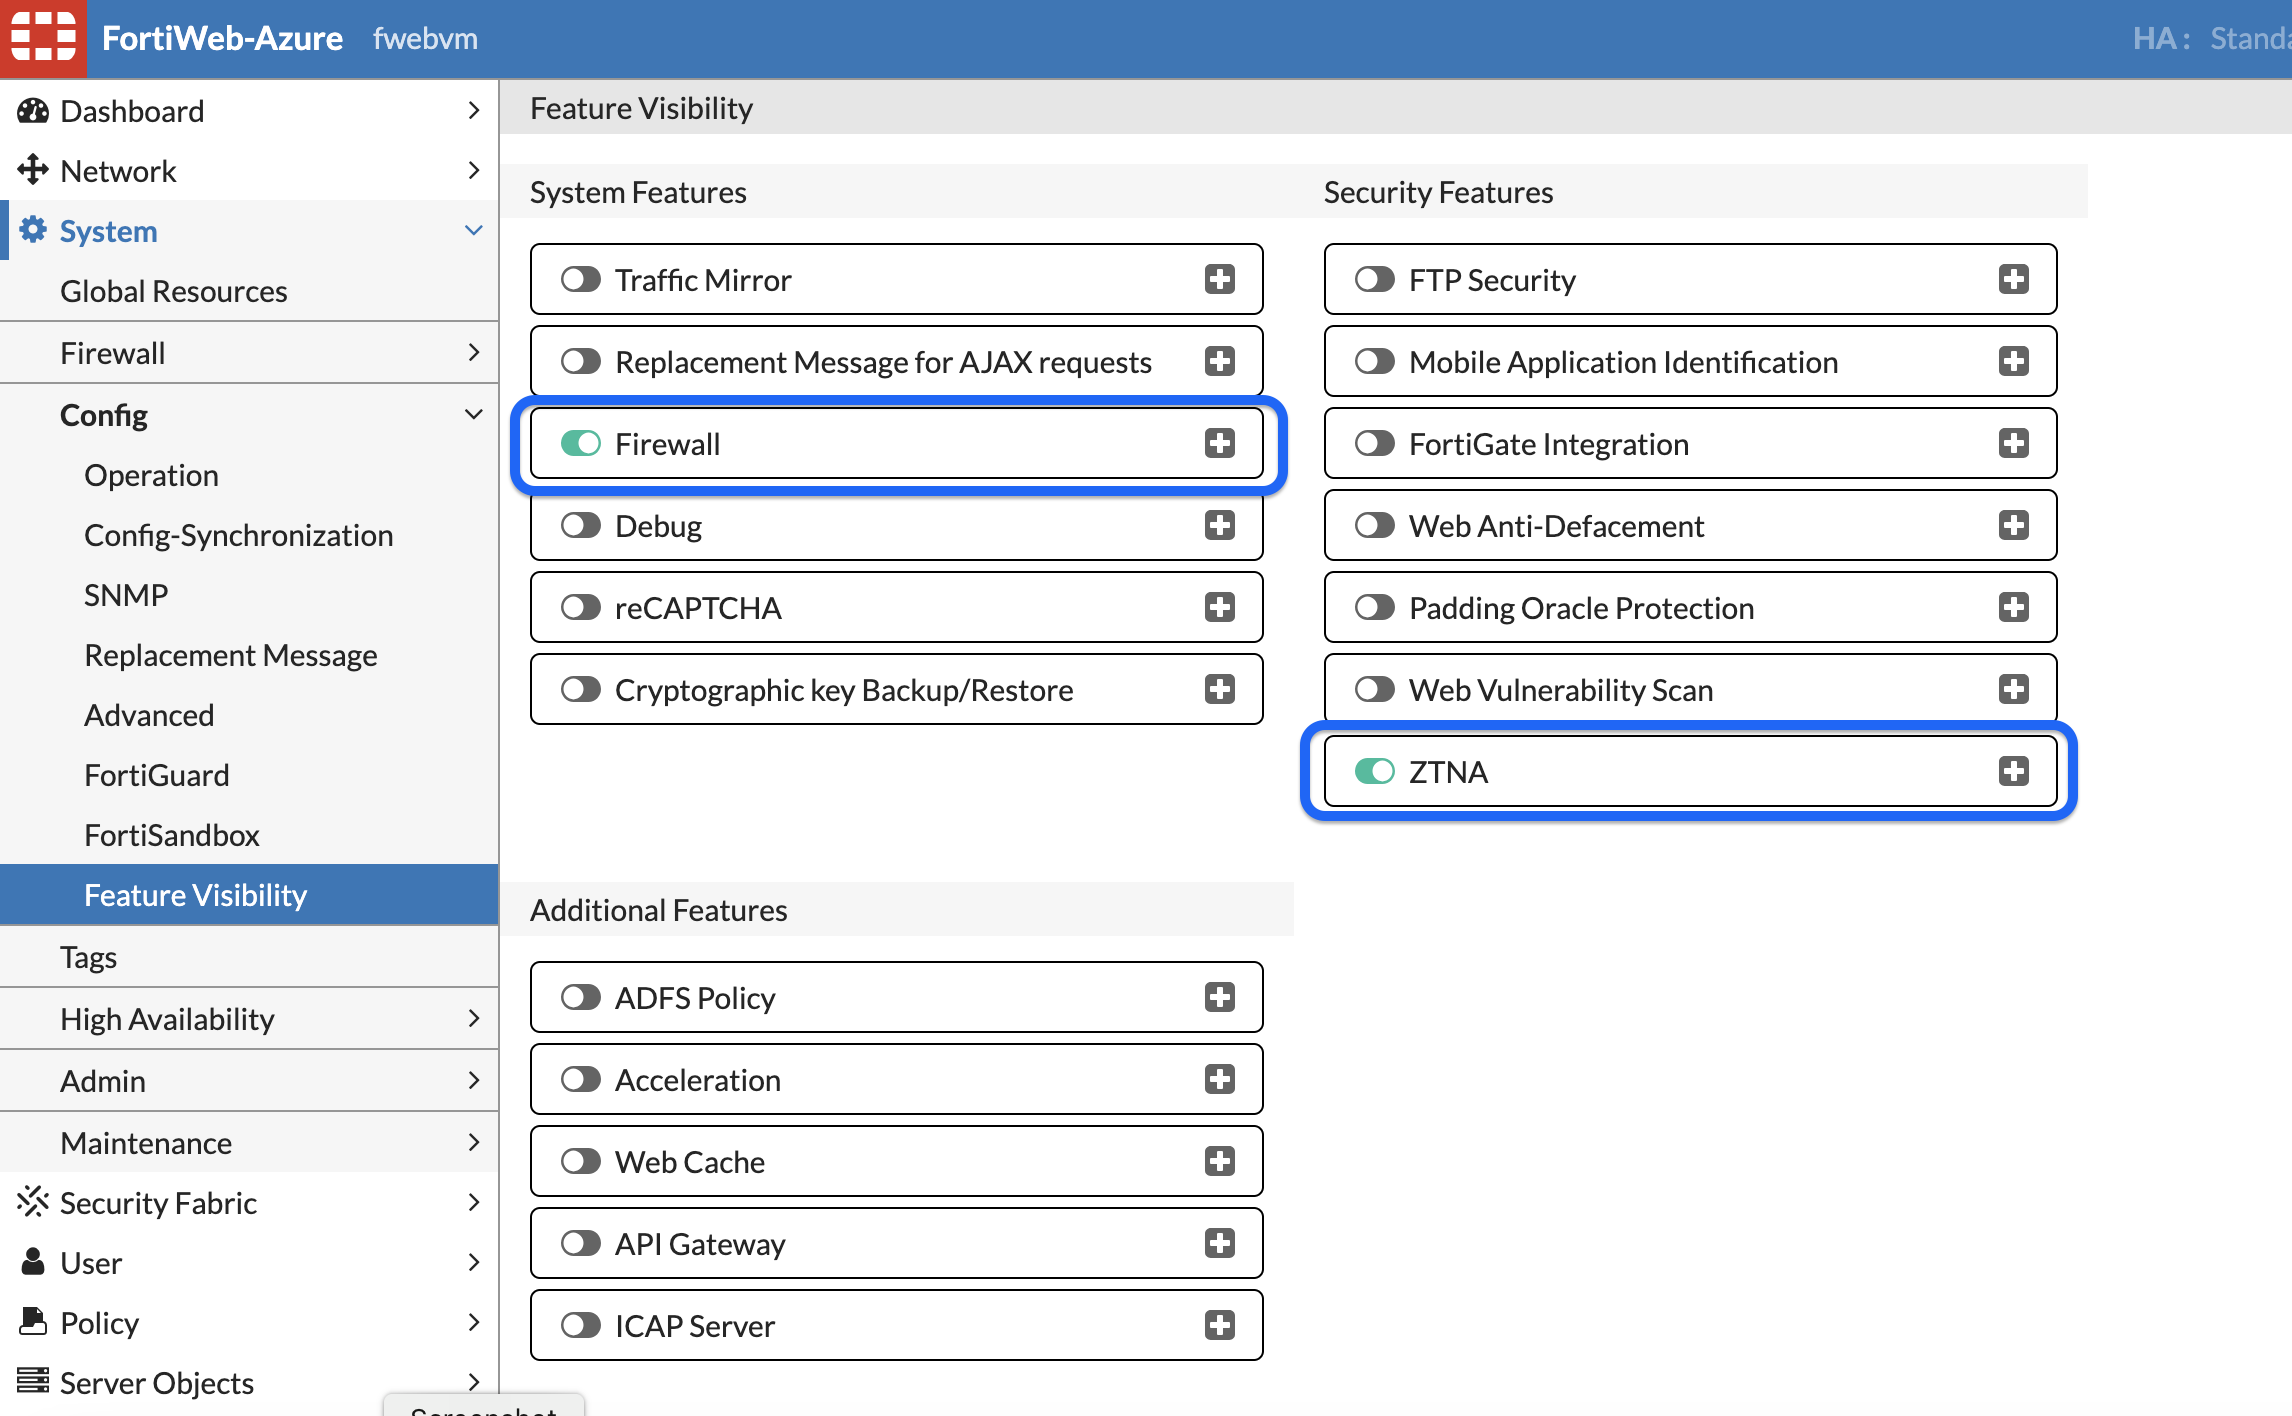 FortiWeb-Azure fwebvm
HA: Standa
Dashboard
Network
System
Global Resources
Firewall
Config
Operation
Config-Synchronization
SNMP
Replacement Message
Advanced
FortiGuard
FortiSandbox
Feature Visibility
Tags
High Availability
Admin
Maintenance
Security Fabric
User
Policy
Server Objects
Feature Visibility
System Features
Traffic Mirror
Replacement Message for AJAX requests
Firewall
Debug
reCAPTCHA
Cryptographic key Backup/Restore
Security Features
FTP Security
Mobile Application Identification
FortiGate Integration
Web Anti-Defacement
Padding Oracle Protection
Web Vulnerability Scan
ZTNA
Additional Features
ADFS Policy
Acceleration
Web Cache
API Gateway
ICAP Server